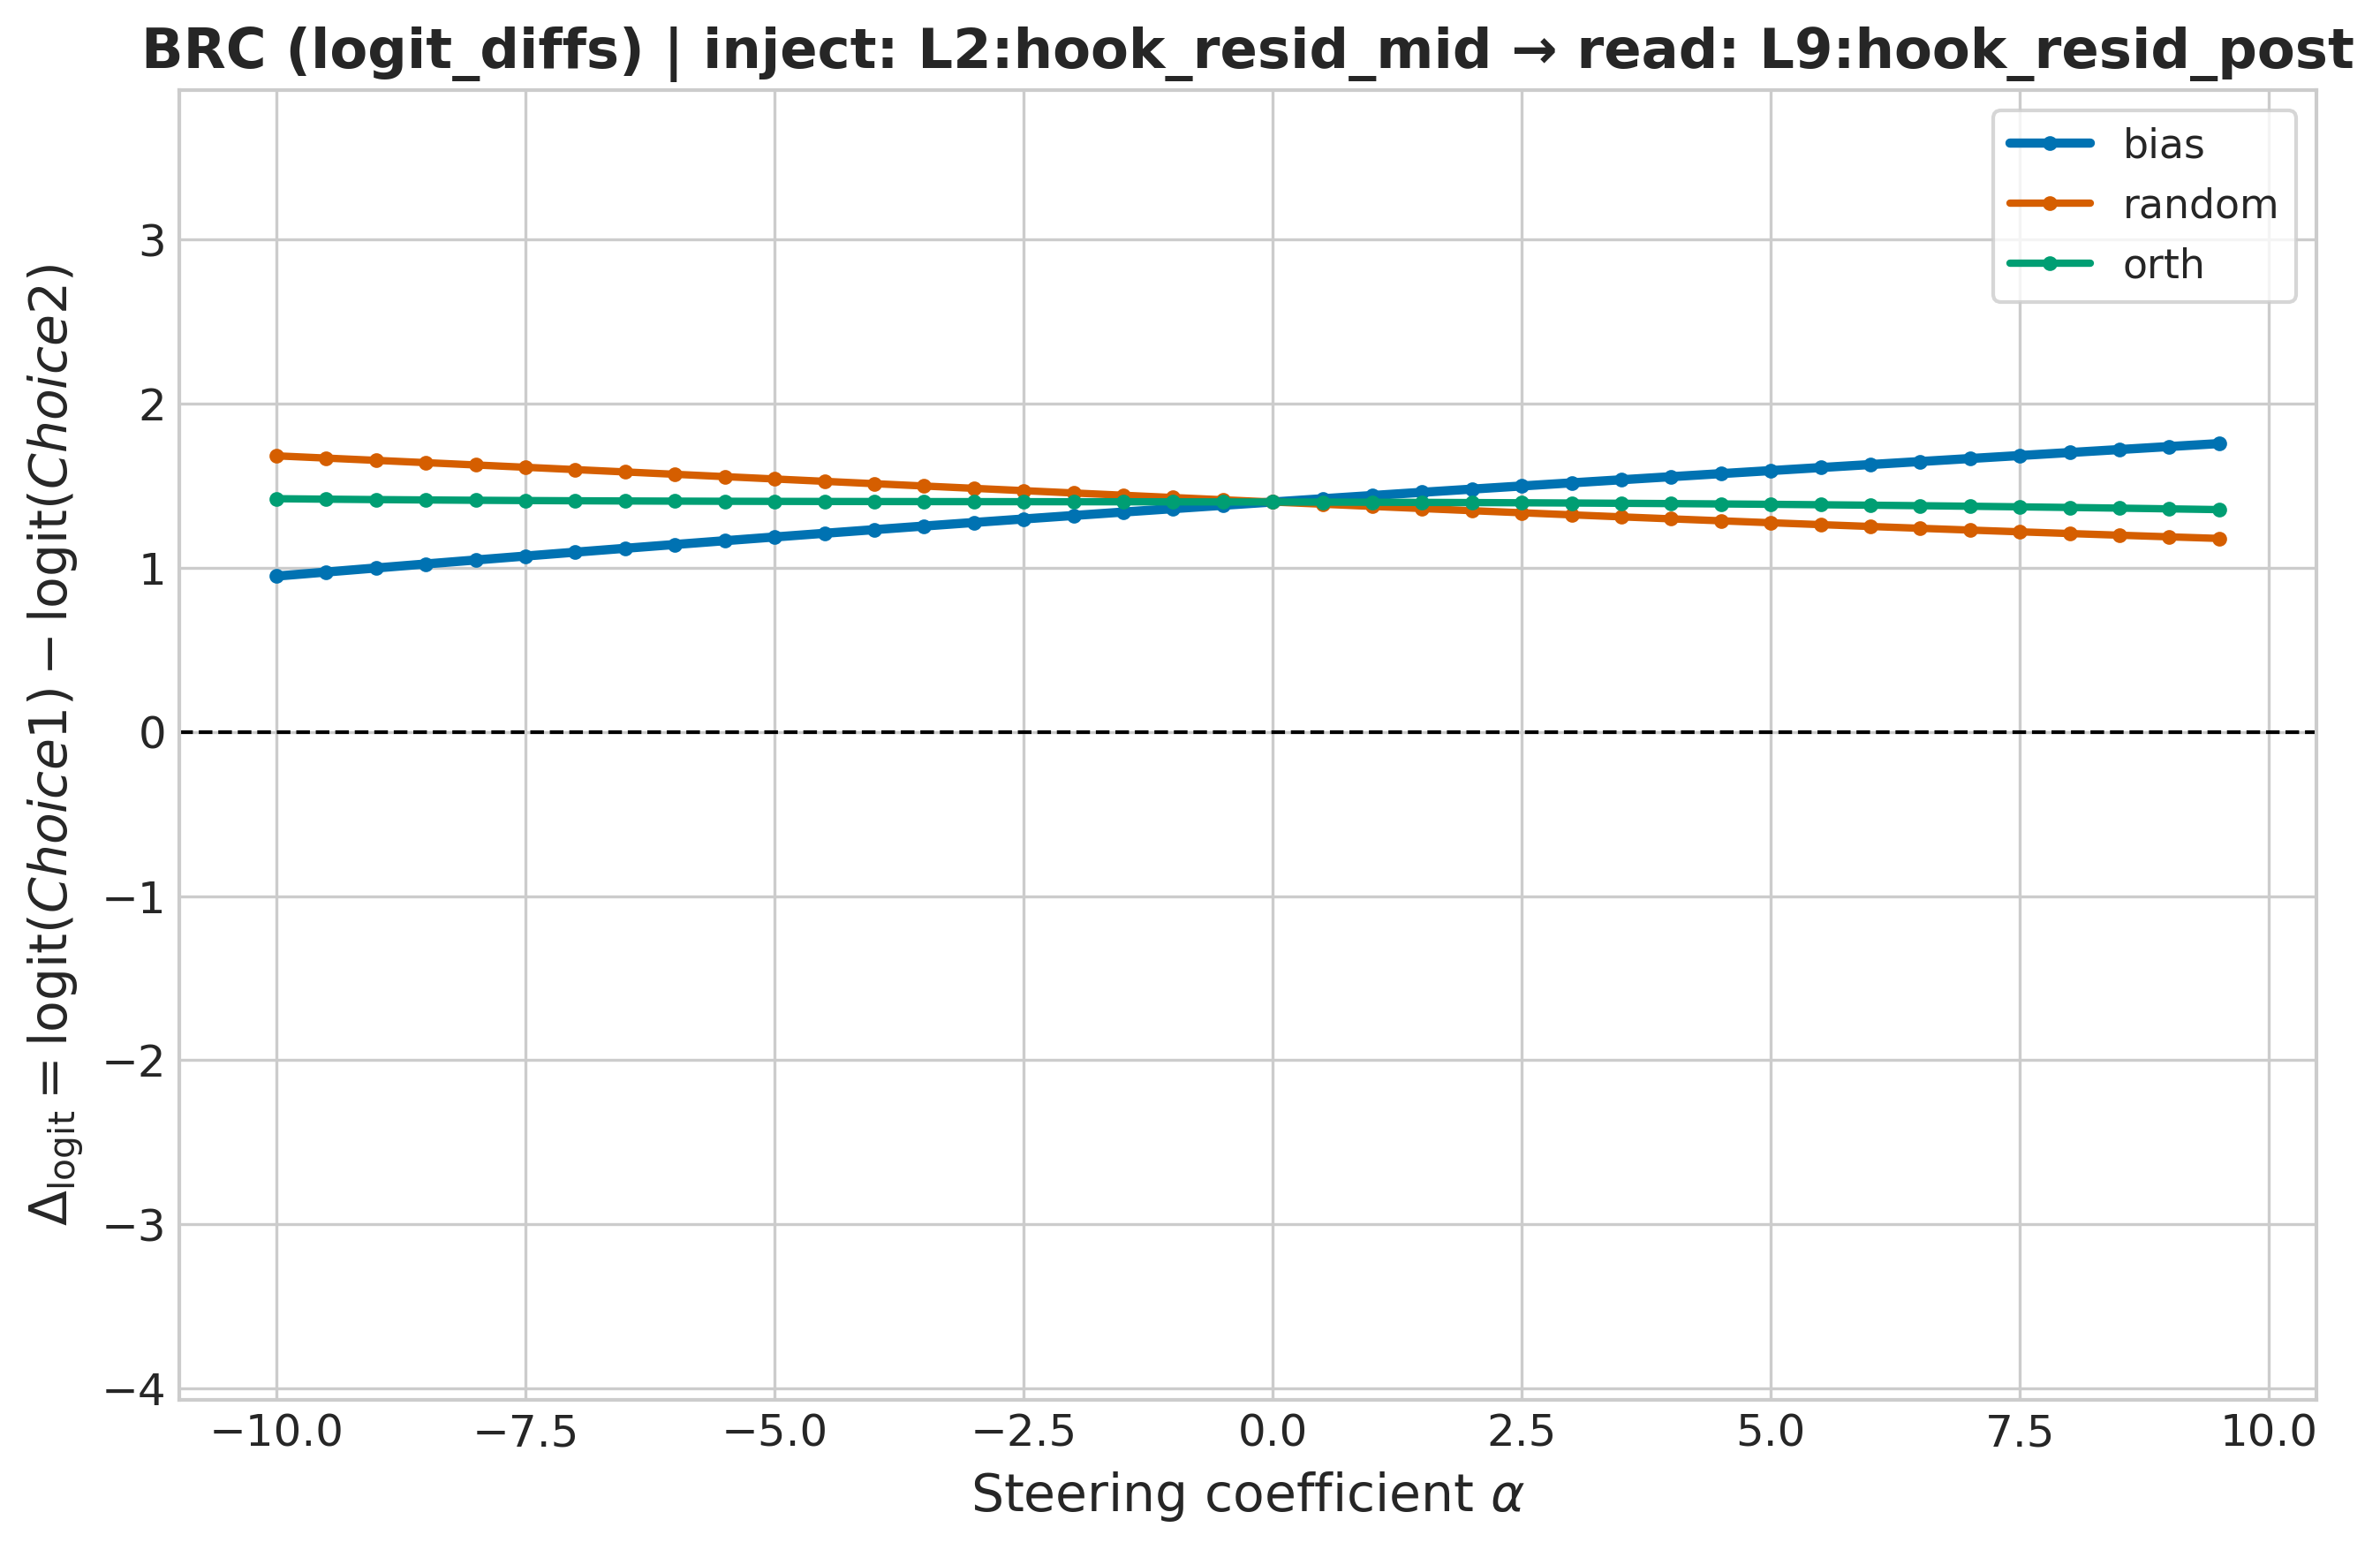 BRC (logit_diffs) | inject: L2:hook_resid_mid → read: L9:hook_resid_post
bias
random
orth
Δlogit = logit(Choice1) − logit(Choice2)
3
2
1
0
−1
−2
−3
−4
−10.0 −7.5 −5.0 −2.5 0.0 2.5 5.0 7.5 10.0
Steering coefficient α